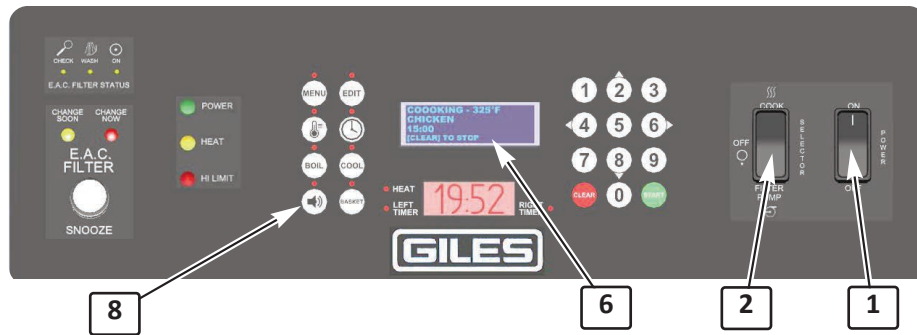 CHECK WASH ON
E.A.C. FILTER STATUS
CHANGE SOON
CHANGE NOW
E.A.C.
FILTER
SNOOZE
POWER
HEAT
HI LIMIT
MENU EDIT
BOIL COOL
BASKET
COOOKING - 325°F
CHICKEN
15:00
[CLEAR] TO STOP
HEAT
LEFT TIMER
19:52
RIGHT TIMER
GILES
1 2 3
4 5 6
7 8 9
CLEAR 0 START
COOK
OFF
SELECTOR
FILTER PUMP
ON
POWER
8
6
2
1